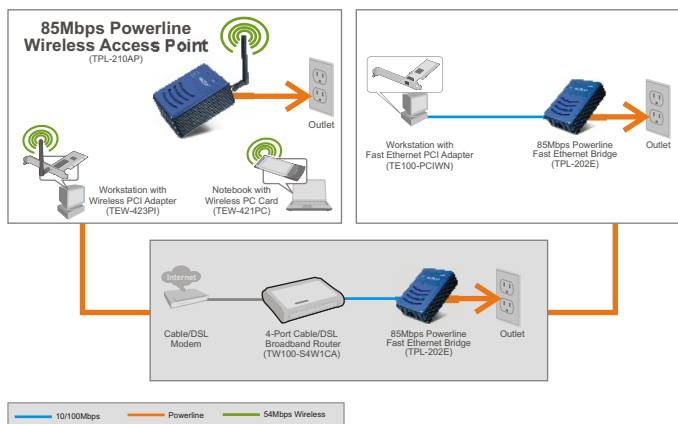 85Mbps Powerline
Wireless Access Point
(TPL-210AP)
Outlet
Workstation with
Wireless PCI Adapter
(TEW-423PI)
Notebook with
Wireless PC Card
(TEW-421PC)
Workstation with
Fast Ethernet PCI Adapter
(TE100-PCIWN)
85Mbps Powerline
Fast Ethernet Bridge
(TPL-202E)
Outlet
Internet
Cable/DSL
Modem
4-Port Cable/DSL
Broadband Router
(TW100-S4W1CA)
85Mbps Powerline
Fast Ethernet Bridge
(TPL-202E)
Outlet
10/100Mbps
Powerline
54Mbps Wireless